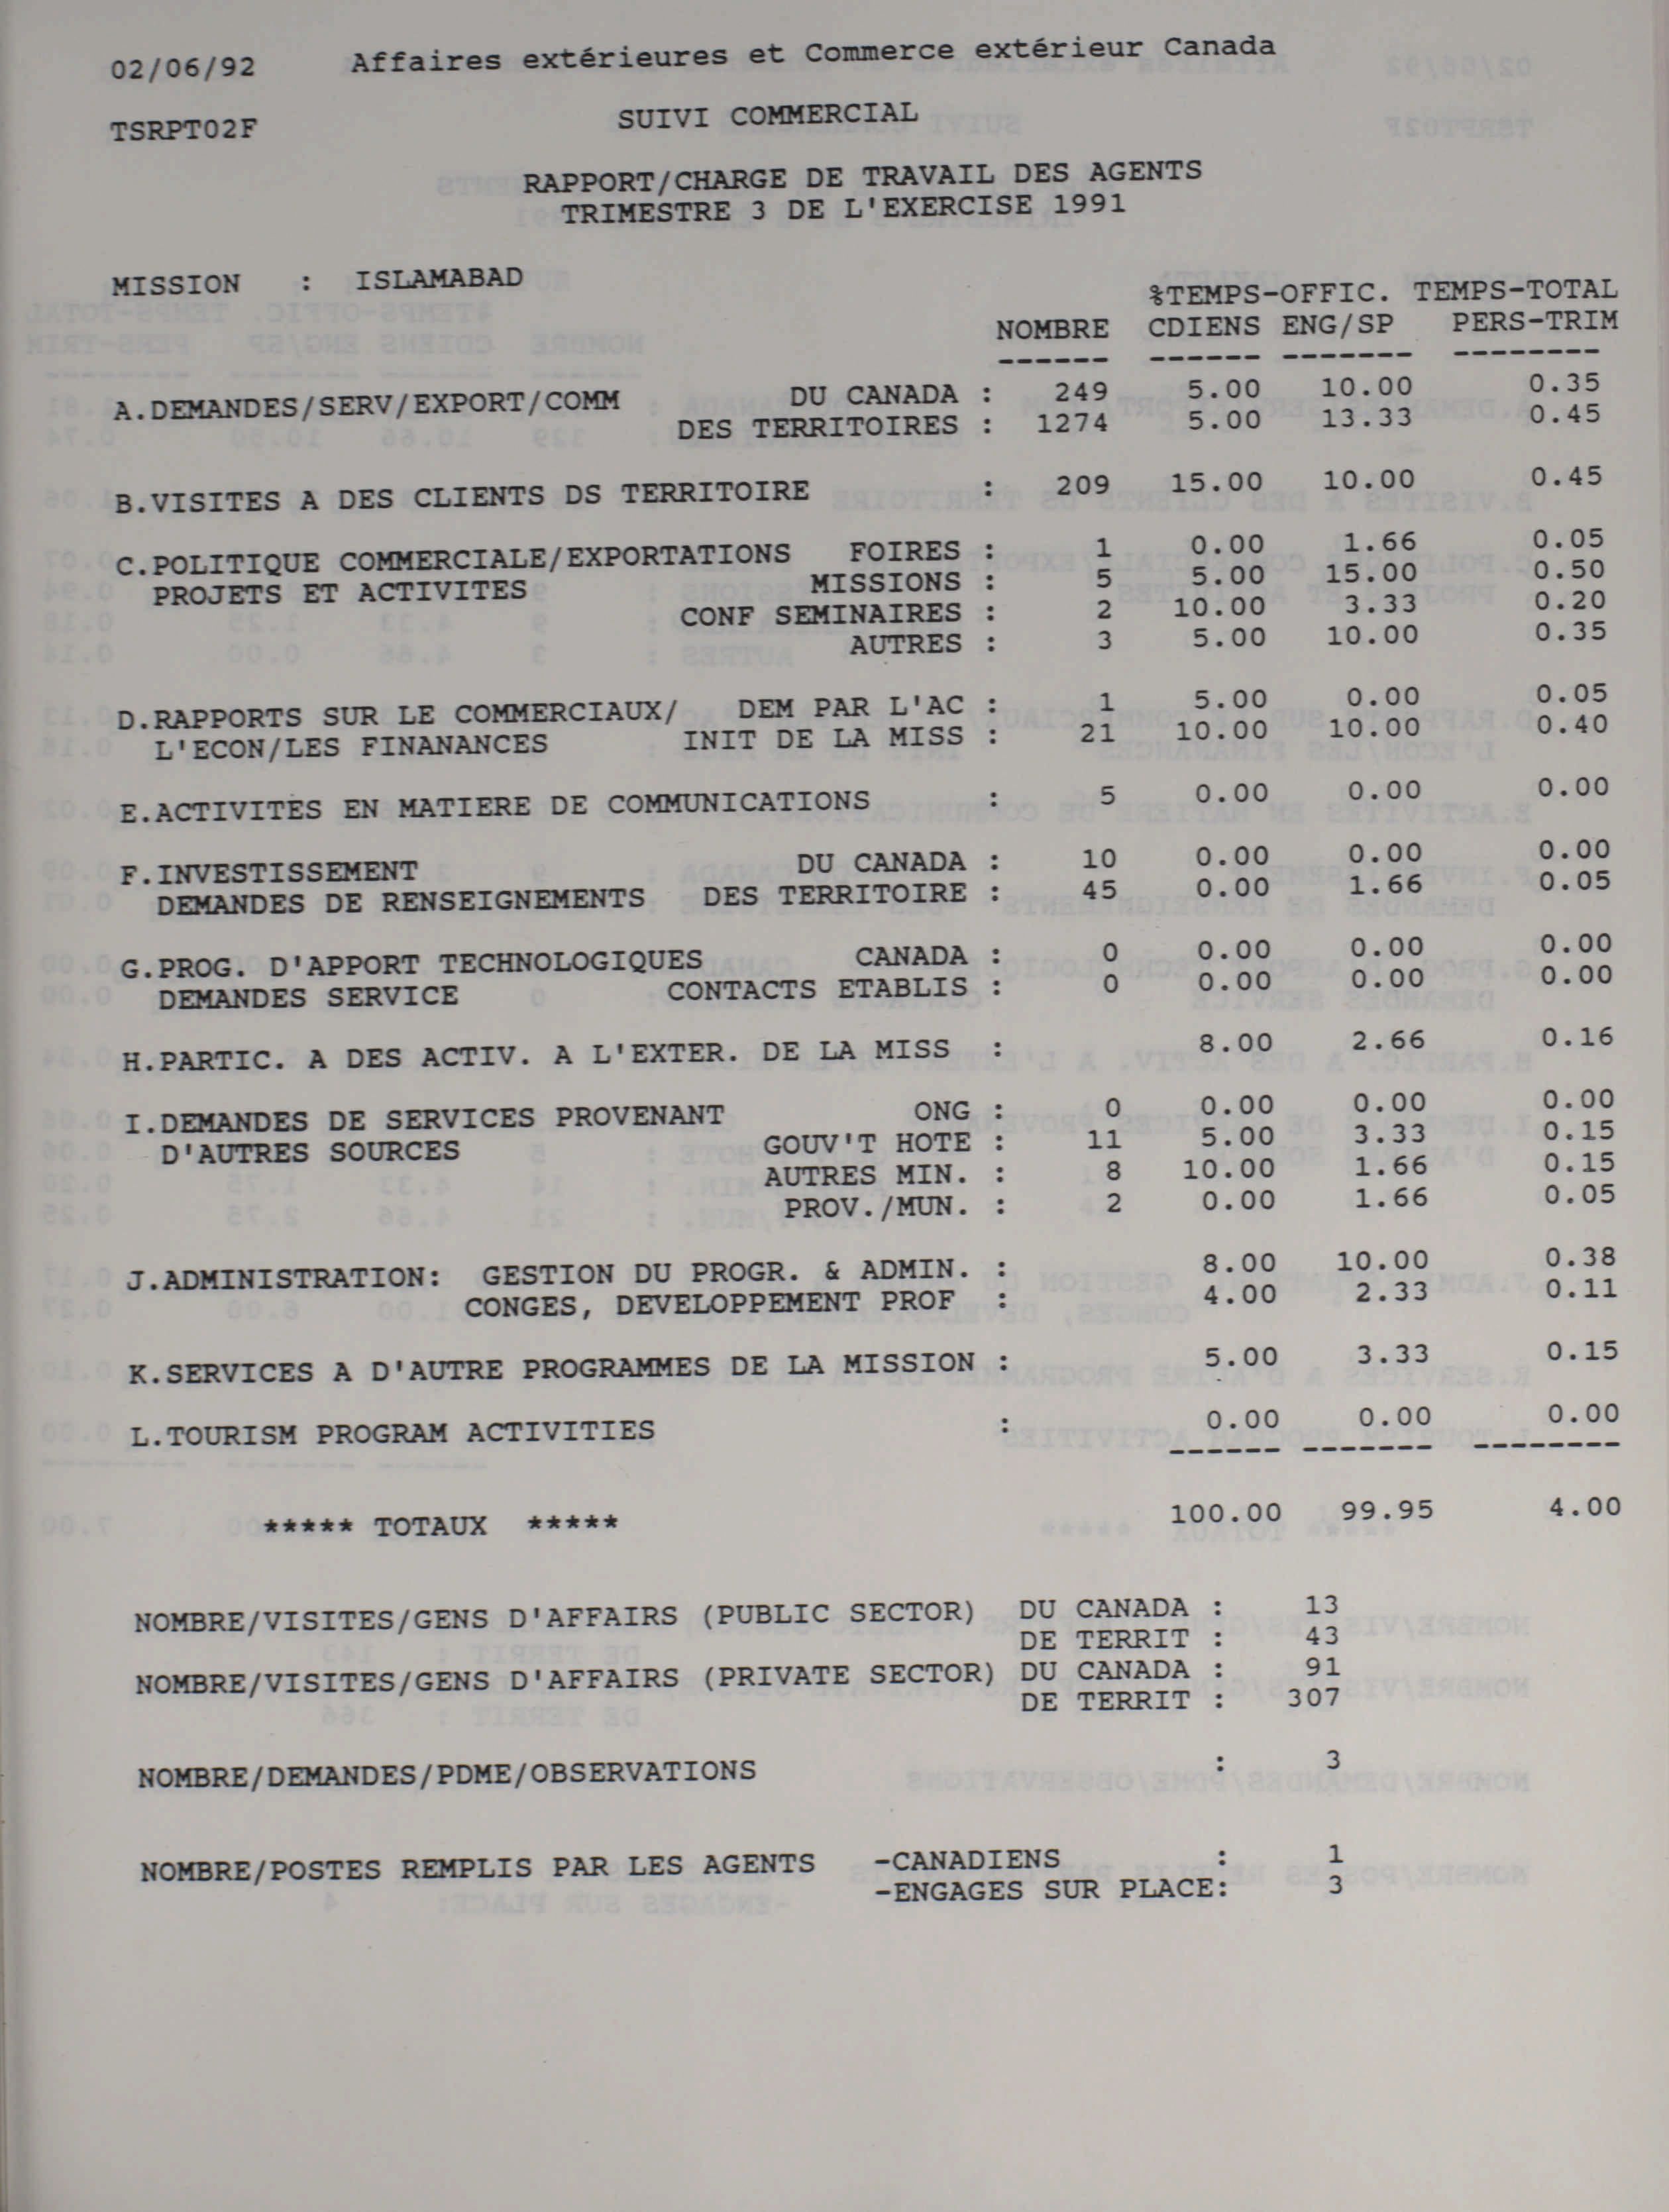 02/06/92 Affaires extérieures et Commerce extérieur Canada
TSRPT02F SUIVI COMMERCIAL
RAPPORT/CHARGE DE TRAVAIL DES AGENTS
TRIMESTRE 3 DE L'EXERCISE 1991
MISSION : ISLAMABAD
%TEMPS-OFFIC. TEMPS-TOTAL
NOMBRE CDIENS ENG/SP PERS-TRIM
------ ------ ------- --------
A.DEMANDES/SERV/EXPORT/COMM DU CANADA : 249 5.00 10.00 0.35
DES TERRITOIRES : 1274 5.00 13.33 0.45
B.VISITES A DES CLIENTS DS TERRITOIRE : 209 15.00 10.00 0.45
C.POLITIQUE COMMERCIALE/EXPORTATIONS FOIRES : 1 0.00 1.66 0.05
PROJETS ET ACTIVITES MISSIONS : 5 5.00 15.00 0.50
CONF SEMINAIRES : 2 10.00 3.33 0.20
AUTRES : 3 5.00 10.00 0.35
D.RAPPORTS SUR LE COMMERCIAUX/ DEM PAR L'AC : 1 5.00 0.00 0.05
L'ECON/LES FINANANCES INIT DE LA MISS : 21 10.00 10.00 0.40
E.ACTIVITES EN MATIERE DE COMMUNICATIONS : 5 0.00 0.00 0.00
F.INVESTISSEMENT DU CANADA : 10 0.00 0.00 0.00
DEMANDES DE RENSEIGNEMENTS DES TERRITOIRE : 45 0.00 1.66 0.05
G.PROG. D'APPORT TECHNOLOGIQUES CANADA : 0 0.00 0.00 0.00
DEMANDES SERVICE CONTACTS ETABLIS : 0 0.00 0.00 0.00
H.PARTIC. A DES ACTIV. A L'EXTER. DE LA MISS : 8.00 2.66 0.16
I.DEMANDES DE SERVICES PROVENANT ONG : 0 0.00 0.00 0.00
D'AUTRES SOURCES GOUV'T HOTE : 11 5.00 3.33 0.15
AUTRES MIN. : 8 10.00 1.66 0.15
PROV./MUN. : 2 0.00 1.66 0.05
J.ADMINISTRATION: GESTION DU PROGR. & ADMIN. : 8.00 10.00 0.38
CONGES, DEVELOPPEMENT PROF : 4.00 2.33 0.11
K.SERVICES A D'AUTRE PROGRAMMES DE LA MISSION : 5.00 3.33 0.15
L.TOURISM PROGRAM ACTIVITIES : 0.00 0.00 0.00
------ ------- --------
***** TOTAUX ***** 100.00 99.95 4.00
NOMBRE/VISITES/GENS D'AFFAIRS (PUBLIC SECTOR) DU CANADA : 13
DE TERRIT : 43
NOMBRE/VISITES/GENS D'AFFAIRS (PRIVATE SECTOR) DU CANADA : 91
DE TERRIT : 307
NOMBRE/DEMANDES/PDME/OBSERVATIONS : 3
NOMBRE/POSTES REMPLIS PAR LES AGENTS -CANADIENS : 1
-ENGAGES SUR PLACE: 3